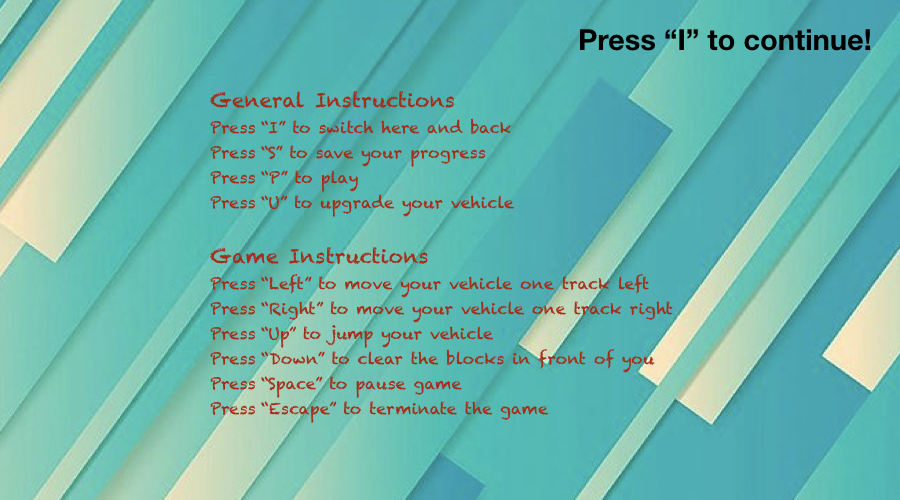 Press “I” to continue!
General Instructions
Press “I” to switch here and back
Press “S” to save your progress
Press “P” to play
Press “U” to upgrade your vehicle
Game Instructions
Press “Left” to move your vehicle one track left
Press “Right” to move your vehicle one track right
Press “Up” to jump your vehicle
Press “Down” to clear the blocks in front of you
Press “Space” to pause game
Press “Escape” to terminate the game